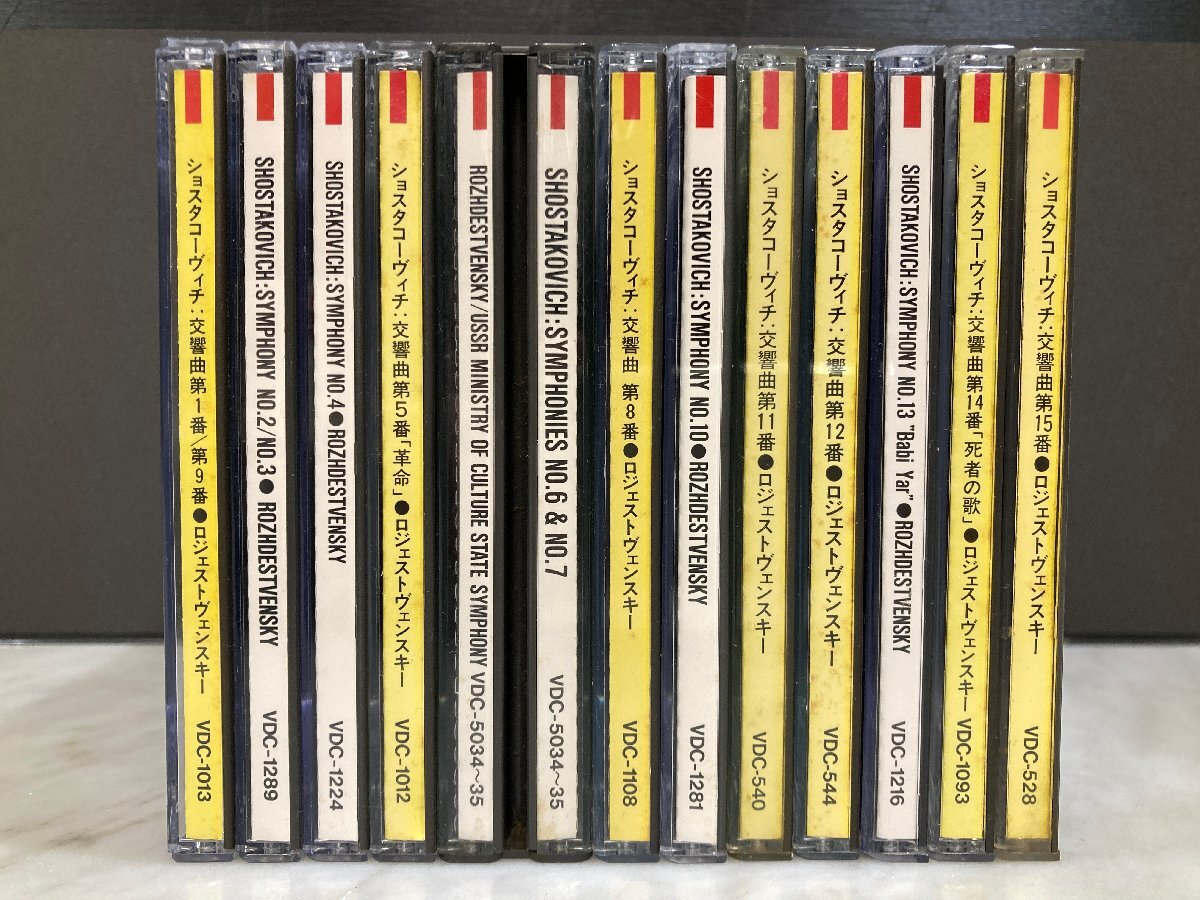 ショスタコーヴィチ:交響曲第1番/第9番●ロジェストヴェンスキー VDC-1013
SHOSTAKOVICH:SYMPHONY NO.2/NO.3● ROZHDESTVENSKY VDC-1289
SHOSTAKOVICH:SYMPHONY NO.4●ROZHDESTVENSKY VDC-1224
ショスタコーヴィチ:交響曲第5番「革命」●ロジェストヴェンスキー VDC-1012
ROZHDESTVENSKY/USSR MINISTRY OF CULTURE STATE SYMPHONY VDC-5034~35
SHOSTAKOVICH:SYMPHONIES NO.6 & NO.7 VDC-5034~35
ショスタコーヴィチ:交響曲 第8番●ロジェストヴェンスキー VDC-1108
SHOSTAKOVICH:SYMPHONY NO.10●ROZHDESTVENSKY VDC-1281
ショスタコーヴィチ:交響曲第11番●ロジェストヴェンスキー VDC-540
ショスタコーヴィチ:交響曲第12番●ロジェストヴェンスキー VDC-544
SHOSTAKOVICH:SYMPHONY NO.13 "Babi Yar"●ROZHDESTVENSKY VDC-1216
ショスタコーヴィチ:交響曲第14番「死者の歌」●ロジェストヴェンスキー VDC-1093
ショスタコーヴィチ:交響曲第15番●ロジェストヴェンスキー VDC-528